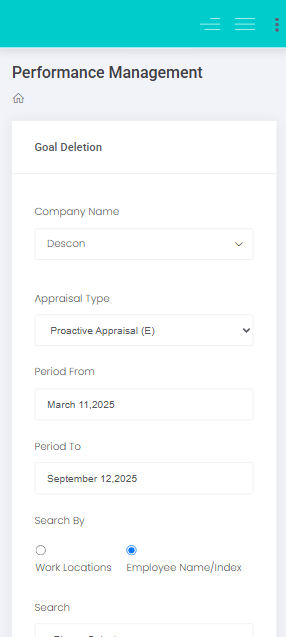 Performance Management
Goal Deletion
Company Name
Descon
Appraisal Type
Proactive Appraisal (E)
Period From
March 11,2025
Period To
September 12,2025
Search By
Work Locations
Employee Name/Index
Search